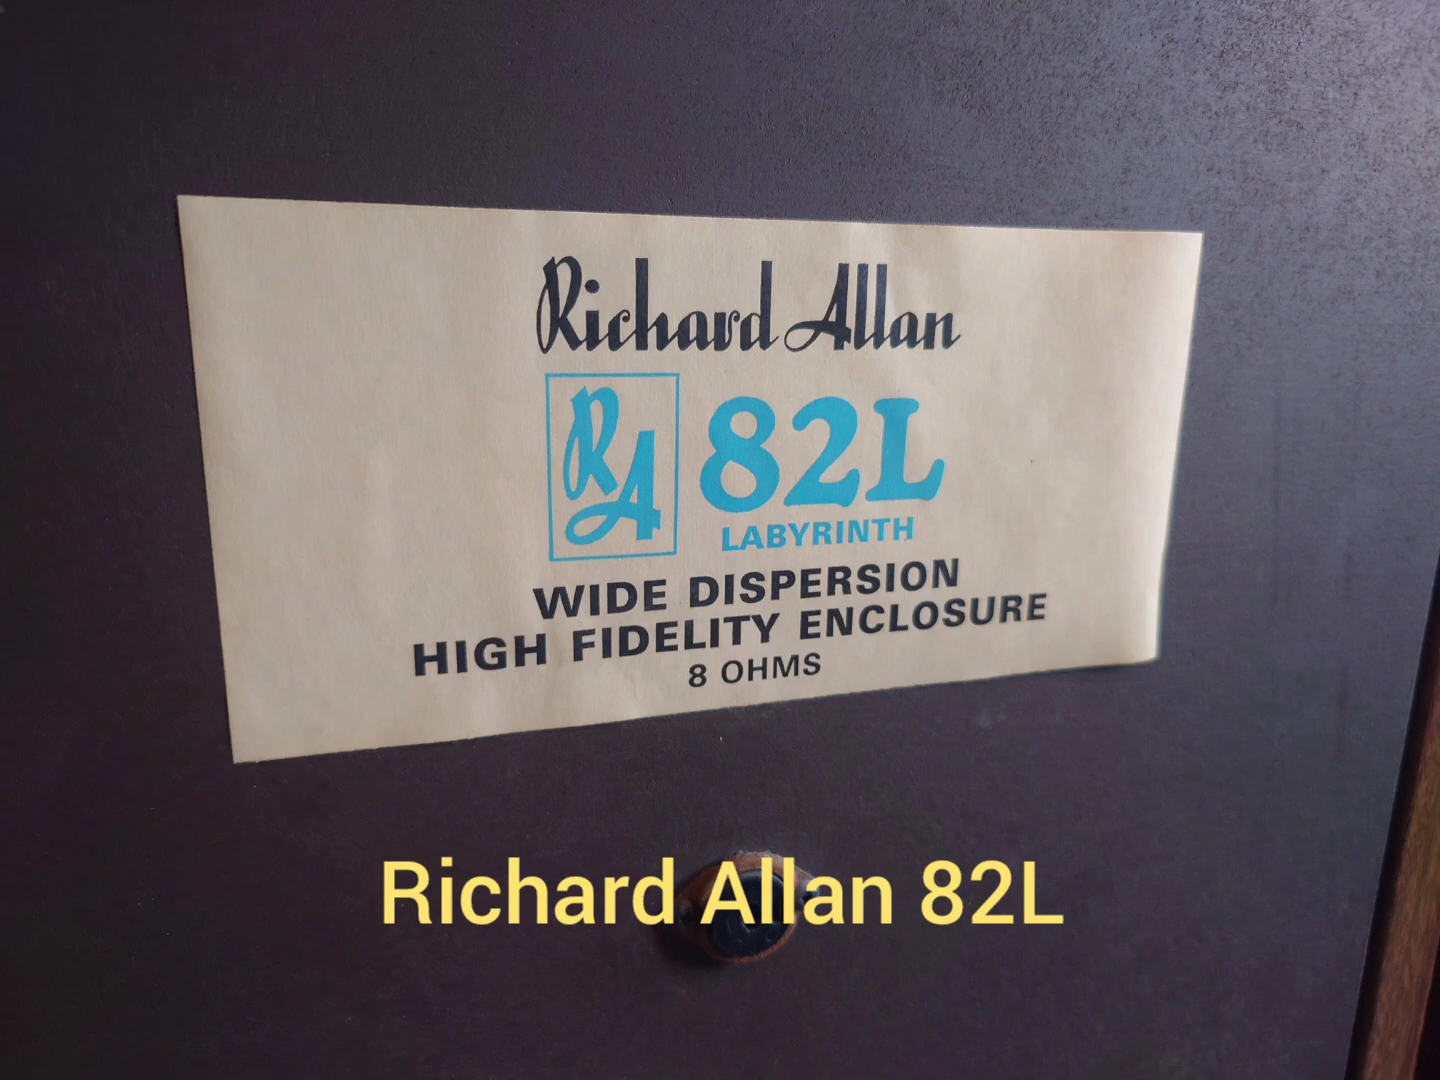 Richard Allan
RA 82L
LABYRINTH
WIDE DISPERSION
HIGH FIDELITY ENCLOSURE
8 OHMS
Richard Allan 82L